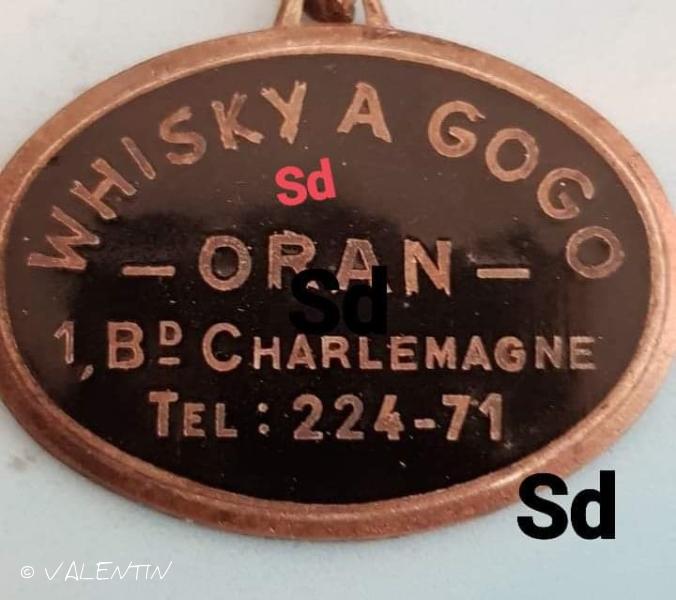 WHISKY A GOGO
Sd
— ORAN —
Sd
1, BD CHARLEMAGNE
TEL : 224-71
Sd
© VALENTIN